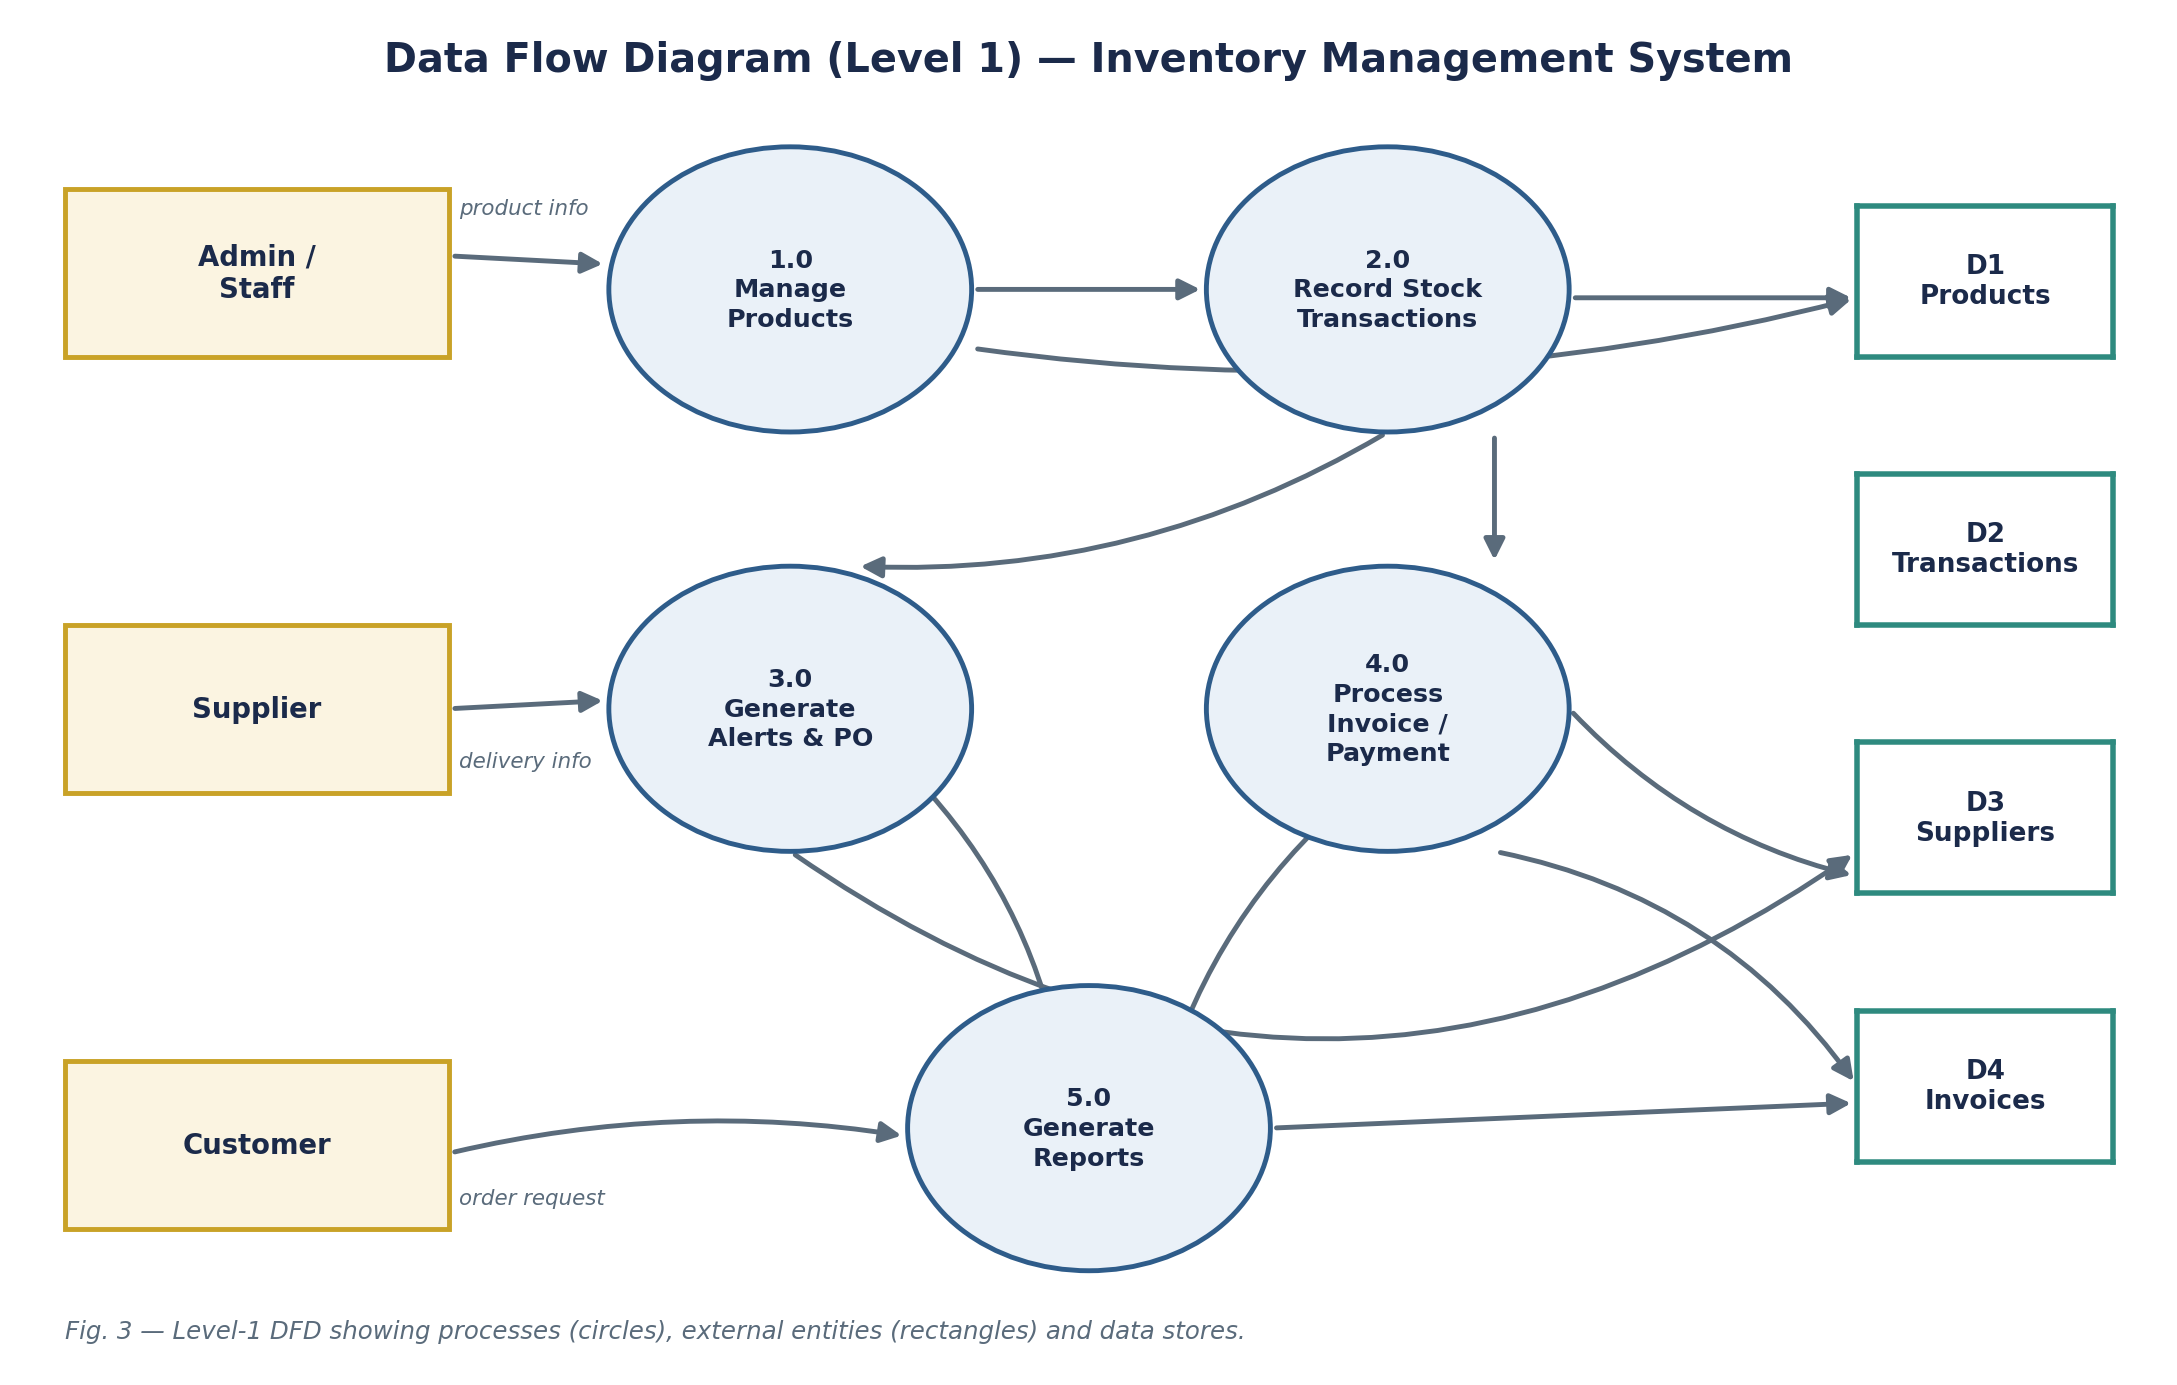 Data Flow Diagram (Level 1) — Inventory Management System
product info
Admin /
Staff
1.0
Manage
Products
2.0
Record Stock
Transactions
D1
Products
D2
Transactions
Supplier
delivery info
3.0
Generate
Alerts & PO
4.0
Process
Invoice /
Payment
D3
Suppliers
Customer
order request
5.0
Generate
Reports
D4
Invoices
Fig. 3 — Level-1 DFD showing processes (circles), external entities (rectangles) and data stores.